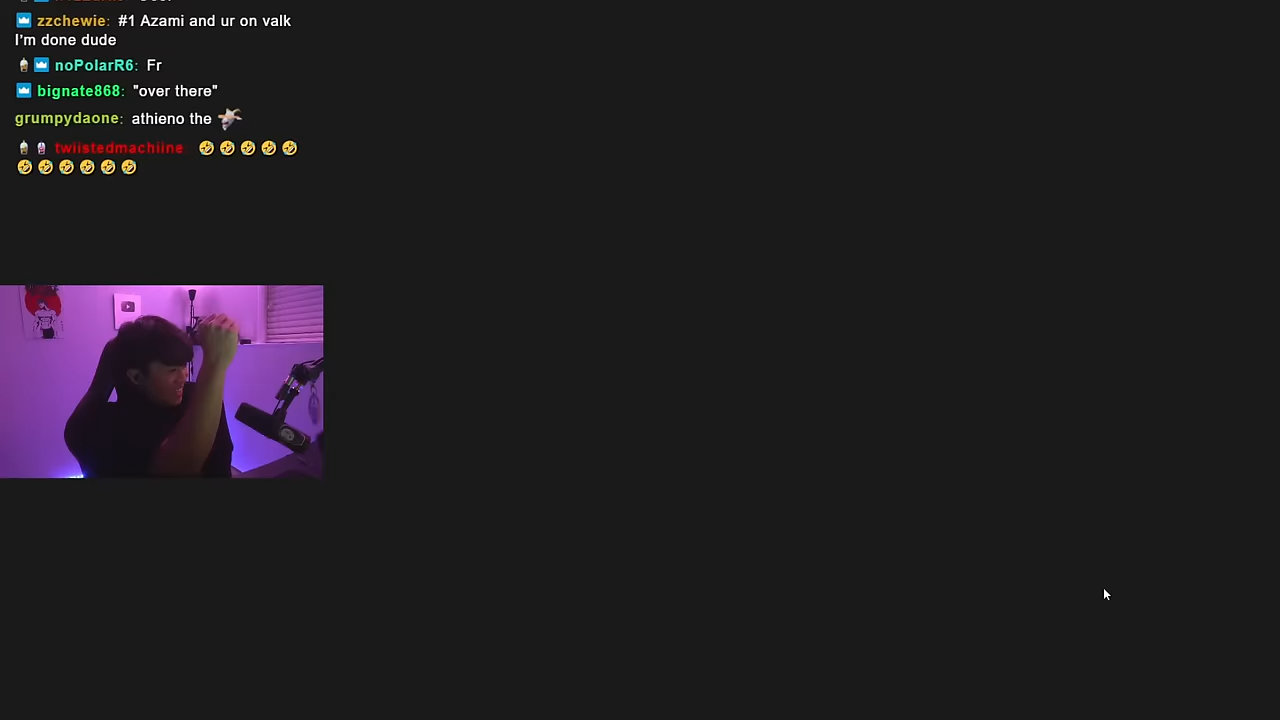 zzchewie: #1 Azami and ur on valk
I'm done dude
noPolarR6: Fr
bignate868: "over there"
grumpydaone: athieno the
twiistedmachiine 🤣🤣🤣🤣🤣
🤣🤣🤣🤣🤣🤣